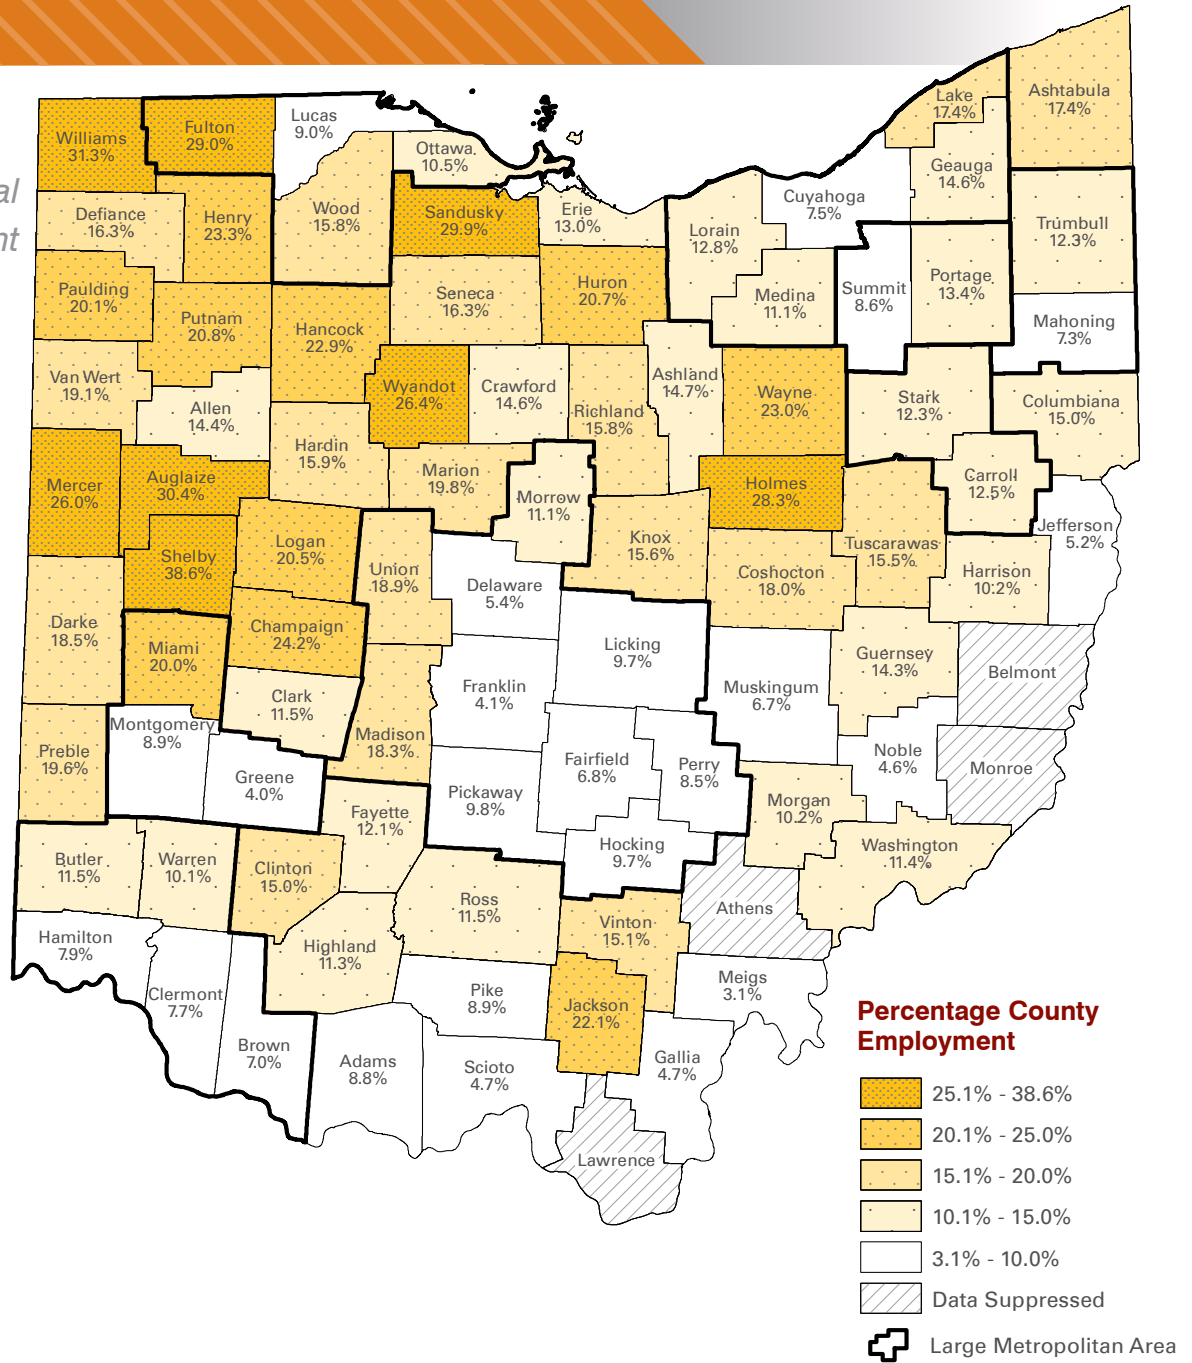 al
nt
Williams
31.3%
Fulton
29.0%
Lucas
9.0%
Ottawa
10.5%
Lake
17.4%
Ashtabula
17.4%
Geauga
14.6%
Cuyahoga
7.5%
Defiance
16.3%
Henry
23.3%
Wood
15.8%
Sandusky
29.9%
Erie
13.0%
Lorain
12.8%
Trumbull
12.3%
Paulding
20.1%
Putnam
20.8%
Hancock
22.9%
Seneca
16.3%
Huron
20.7%
Medina
11.1%
Summit
8.6%
Portage
13.4%
Mahoning
7.3%
Van Wert
19.1%
Allen
14.4%
Wyandot
26.4%
Crawford
14.6%
Richland
15.8%
Ashland
14.7%
Wayne
23.0%
Stark
12.3%
Columbiana
15.0%
Mercer
26.0%
Auglaize
30.4%
Hardin
15.9%
Marion
19.8%
Morrow
11.1%
Holmes
28.3%
Carroll
12.5%
Jefferson
5.2%
Shelby
38.6%
Logan
20.5%
Union
18.9%
Delaware
5.4%
Knox
15.6%
Coshocton
18.0%
Tuscarawas
15.5%
Harrison
10.2%
Darke
18.5%
Miami
20.0%
Champaign
24.2%
Licking
9.7%
Guernsey
14.3%
Belmont
Clark
11.5%
Franklin
4.1%
Muskingum
6.7%
Preble
19.6%
Montgomery
8.9%
Greene
4.0%
Madison
18.3%
Pickaway
9.8%
Fairfield
6.8%
Perry
8.5%
Noble
4.6%
Monroe
Morgan
10.2%
Fayette
12.1%
Hocking
9.7%
Washington
11.4%
Butler
11.5%
Warren
10.1%
Clinton
15.0%
Ross
11.5%
Vinton
15.1%
Athens
Hamilton
7.9%
Highland
11.3%
Clermont
7.7%
Pike
8.9%
Jackson
22.1%
Meigs
3.1%
Brown
7.0%
Adams
8.8%
Scioto
4.7%
Gallia
4.7%
Lawrence
Percentage County
Employment
25.1% - 38.6%
20.1% - 25.0%
15.1% - 20.0%
10.1% - 15.0%
3.1% - 10.0%
Data Suppressed
Large Metropolitan Area